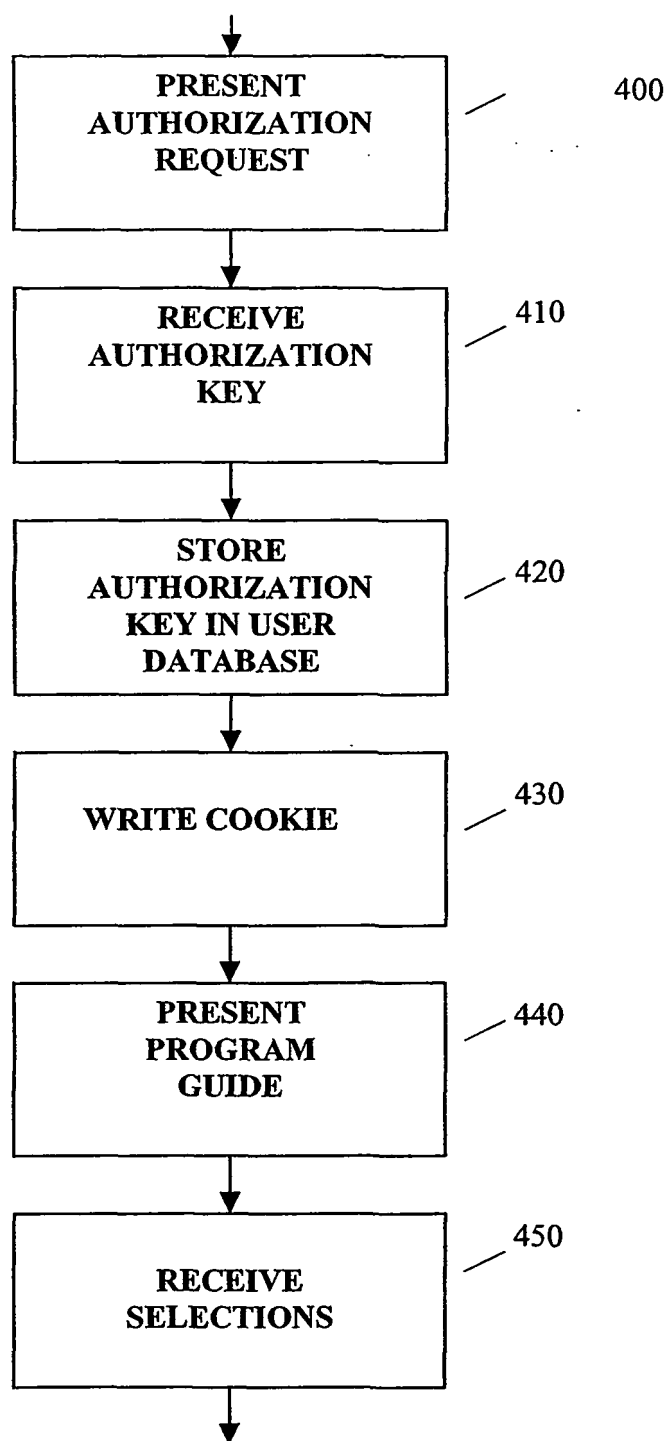 PRESENT
AUTHORIZATION
REQUEST
400
RECEIVE
AUTHORIZATION
KEY
410
STORE
AUTHORIZATION
KEY IN USER
DATABASE
420
WRITE COOKIE
430
PRESENT
PROGRAM
GUIDE
440
RECEIVE
SELECTIONS
450